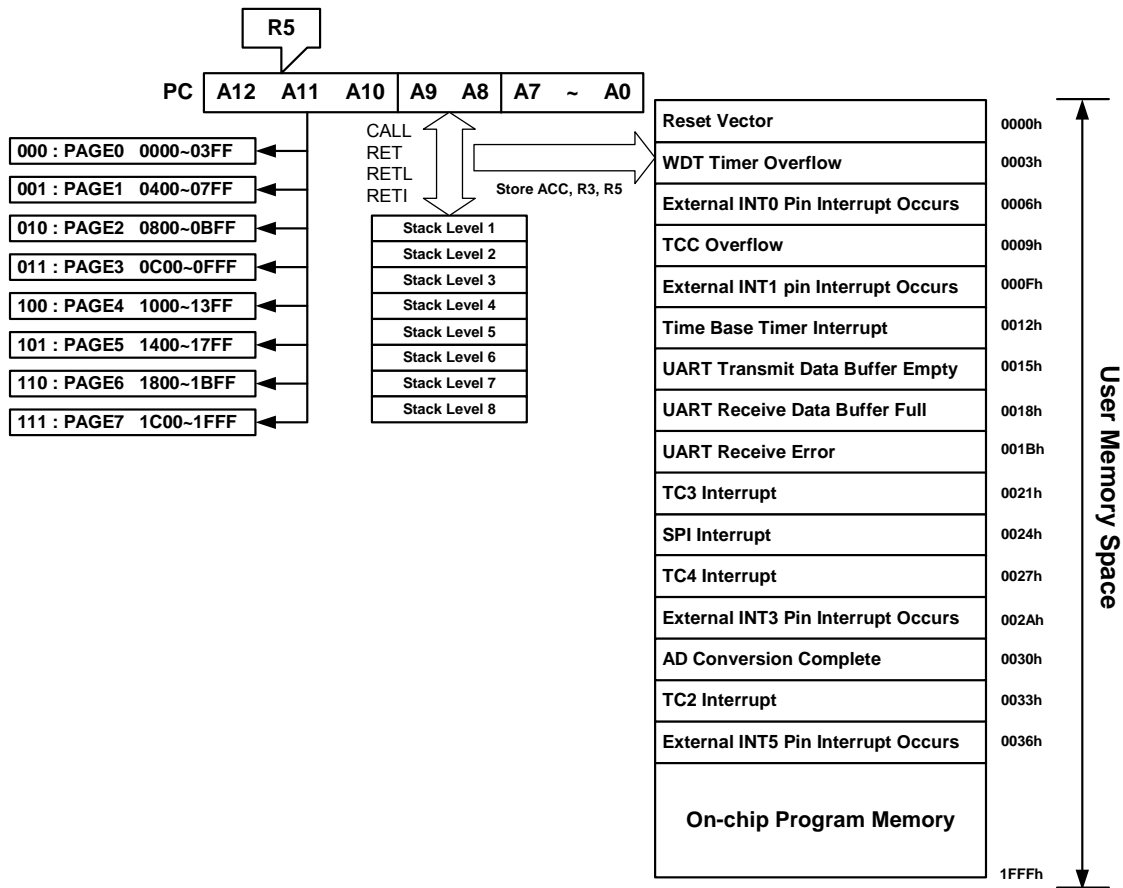 R5
PC A12 A11 A10 A9 A8 A7 ~ A0
000 : PAGE0 0000~03FF
001 : PAGE1 0400~07FF
010 : PAGE2 0800~0BFF
011 : PAGE3 0C00~0FFF
100 : PAGE4 1000~13FF
101 : PAGE5 1400~17FF
110 : PAGE6 1800~1BFF
111 : PAGE7 1C00~1FFF
CALL
RET
RETL
RETI
Store ACC, R3, R5
Stack Level 1
Stack Level 2
Stack Level 3
Stack Level 4
Stack Level 5
Stack Level 6
Stack Level 7
Stack Level 8
Reset Vector 0000h
WDT Timer Overflow 0003h
External INT0 Pin Interrupt Occurs 0006h
TCC Overflow 0009h
External INT1 pin Interrupt Occurs 000Fh
Time Base Timer Interrupt 0012h
UART Transmit Data Buffer Empty 0015h
UART Receive Data Buffer Full 0018h
UART Receive Error 001Bh
TC3 Interrupt 0021h
SPI Interrupt 0024h
TC4 Interrupt 0027h
External INT3 Pin Interrupt Occurs 002Ah
AD Conversion Complete 0030h
TC2 Interrupt 0033h
External INT5 Pin Interrupt Occurs 0036h
On-chip Program Memory
1FFFh
User Memory Space